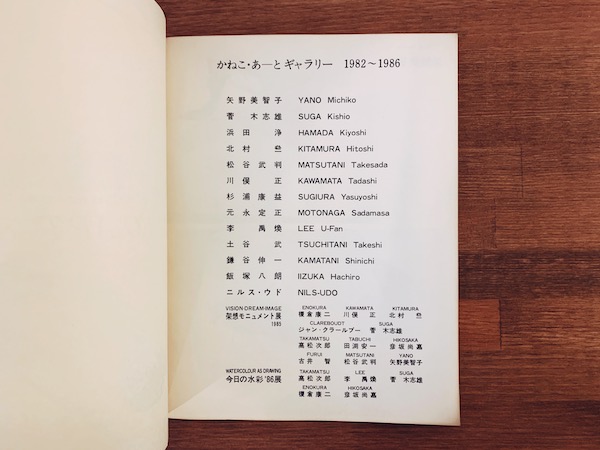 かねこ・あーと ギャラリー 1982〜1986
矢野美智子 YANO Michiko
菅木志雄 SUGA Kishio
浜田浄 HAMADA Kiyoshi
北村 KITAMURA Hitoshi
松谷武判 MATSUTANI Takesada
川俣正 KAWAMATA Tadashi
杉浦康益 SUGIURA Yasuyoshi
元永定正 MOTONAGA Sadamasa
李禹煥 LEE U-Fan
土谷武 TSUCHITANI Takeshi
鎌谷伸一 KAMATANI Shinichi
飯塚八朗 IIZUKA Hachiro
ニルス・ウド NILS-UDO
VISION DREAM-IMAGE
架想モニュメント展
1985
ENOKURA KAWAMATA KITAMURA
榎倉康二 川俣正 北村
CLAREBOUDT SUGA
ジャン・クラールブー 菅木志雄
TAKAMATSU TABUCHI HIKOSAKA
高松次郎 田淵安一 彦坂尚嘉
FURUI MATSUTANI YANO
古井智 松谷武判 矢野美智子
WATERCOLOUR AS DRAWING
今日の水彩'86展
TAKAMATSU LEE SUGA
高松次郎 李禹煥 菅木志雄
ENOKURA HIKOSAKA
榎倉康二 彦坂尚嘉